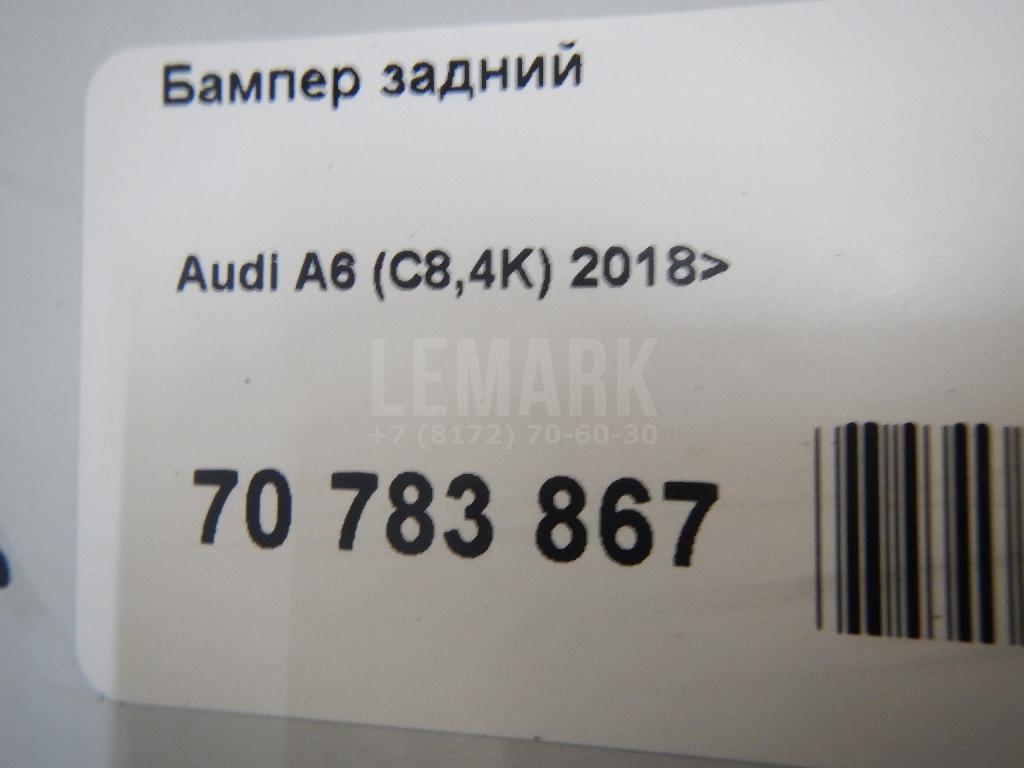 Бампер задний
Audi A6 (C8,4K) 2018>
LEMARK
+7 (8172) 70-60-30
70 783 867